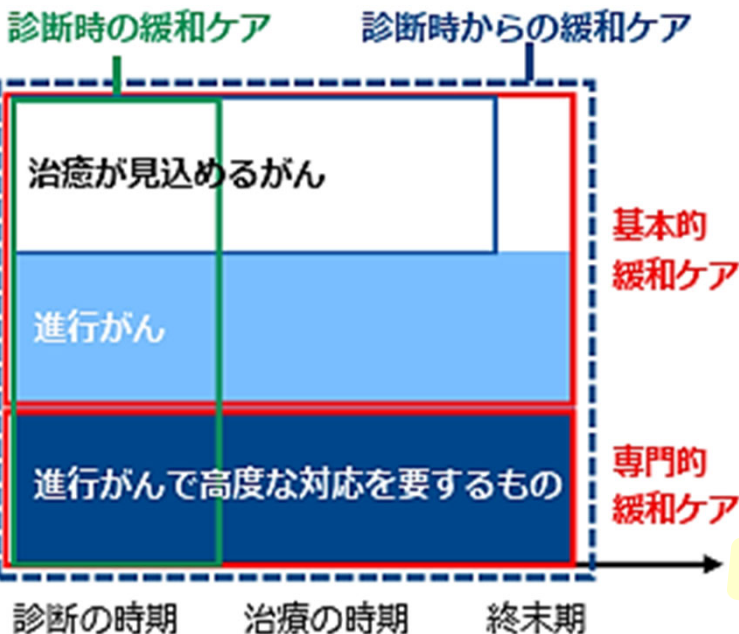 診断時の緩和ケア
診断時からの緩和ケア
治癒が見込めるがん
基本的
緩和ケア
進行がん
進行がんで高度な対応を要するもの
専門的
緩和ケア
診断の時期
治療の時期
終末期